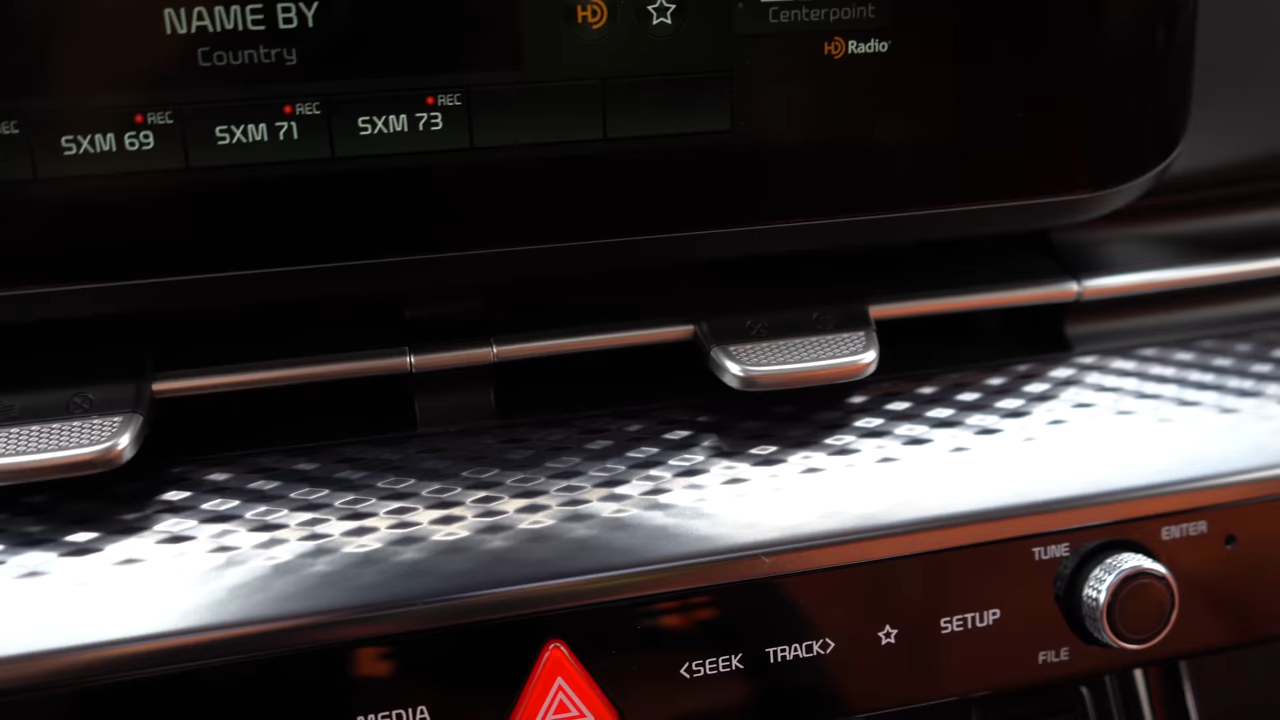 NAME BY
Country
HD
Centerpoint
HD Radio
REC
SXM 69
REC
SXM 71
REC
SXM 73
TUNE
ENTER
<SEEK TRACK>
SETUP
FILE
MEDIA